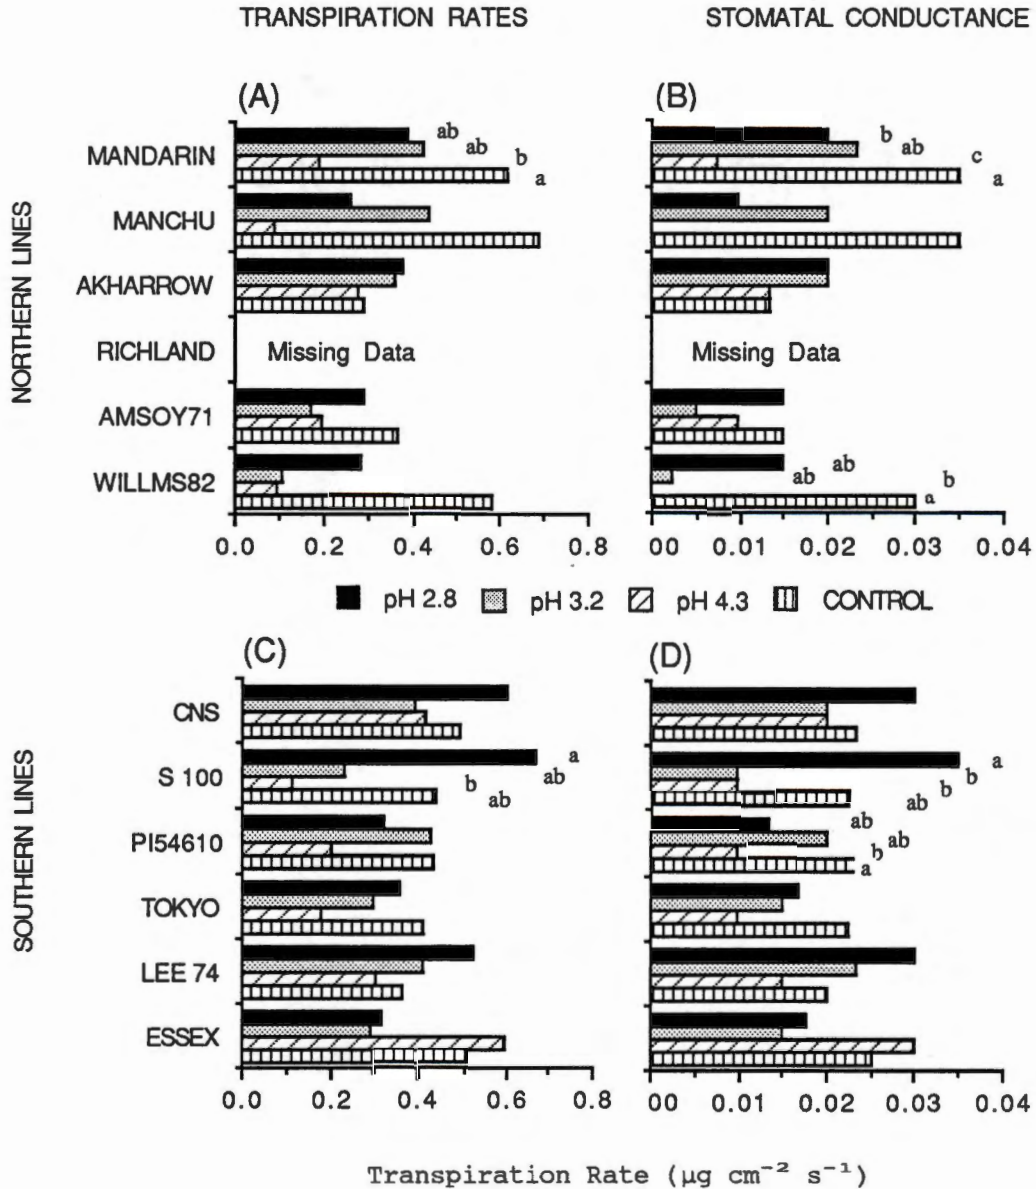 TRANSPIRATION RATES
STOMATAL CONDUCTANCE
(A)
(B)
NORTHERN LINES
MANDARIN
ab
ab
b
a
b
ab
c
a
MANCHU
AKHARROW
RICHLAND
Missing Data
Missing Data
AMSOY71
WILLMS82
ab
ab
b
a
0.0 0.2 0.4 0.6 0.8
00 0.01 0.02 0.03 0.04
pH 2.8 pH 3.2 pH 4.3 CONTROL
(C)
(D)
SOUTHERN LINES
CNS
S 100
a
ab
b
ab
a
b
b
ab
PI54610
ab
ab
b
a
TOKYO
LEE 74
ESSEX
0.0 0.2 0.4 0.6 0.8
00 0.01 0.02 0.03 0.04
Transpiration Rate (µg cm⁻² s⁻¹)